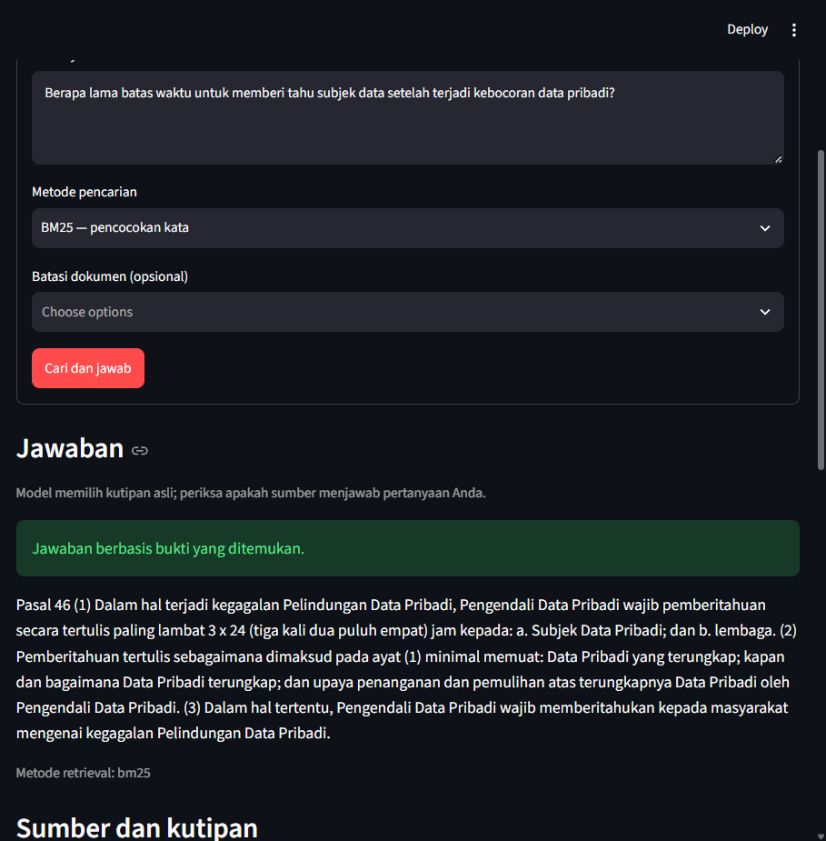 Deploy
Berapa lama batas waktu untuk memberi tahu subjek data setelah terjadi kebocoran data pribadi?
Metode pencarian
BM25 — pencocokan kata
Batasi dokumen (opsional)
Choose options
Cari dan jawab
Jawaban
Model memilih kutipan asli; periksa apakah sumber menjawab pertanyaan Anda.
Jawaban berbasis bukti yang ditemukan.
Pasal 46 (1) Dalam hal terjadi kegagalan Pelindungan Data Pribadi, Pengendali Data Pribadi wajib pemberitahuan
secara tertulis paling lambat 3 x 24 (tiga kali dua puluh empat) jam kepada: a. Subjek Data Pribadi; dan b. lembaga. (2)
Pemberitahuan tertulis sebagaimana dimaksud pada ayat (1) minimal memuat: Data Pribadi yang terungkap; kapan
dan bagaimana Data Pribadi terungkap; dan upaya penanganan dan pemulihan atas terungkapnya Data Pribadi oleh
Pengendali Data Pribadi. (3) Dalam hal tertentu, Pengendali Data Pribadi wajib memberitahukan kepada masyarakat
mengenai kegagalan Pelindungan Data Pribadi.
Metode retrieval: bm25
Sumber dan kutipan